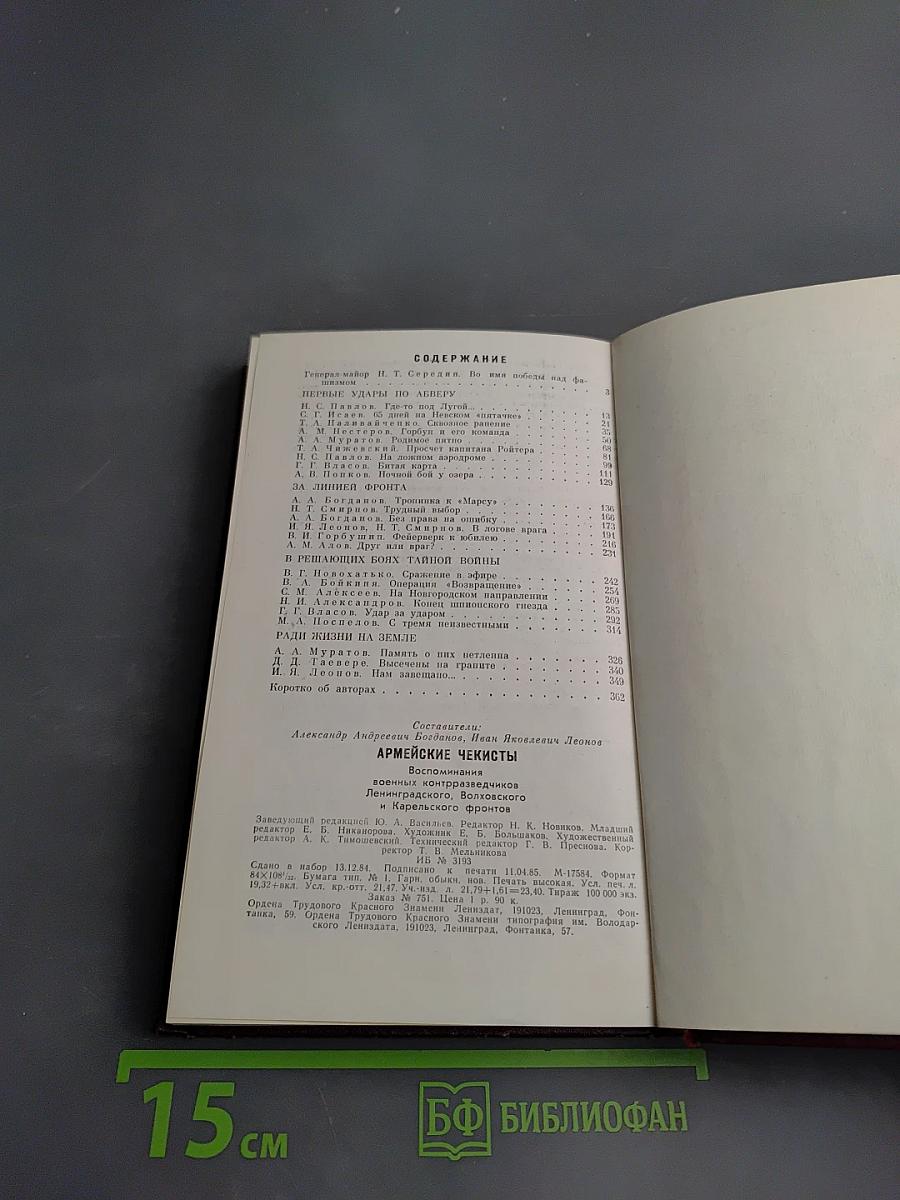 СОДЕРЖАНИЕ
Генерал-майор Н. Т. Середин. Во имя победы над фа-
шизмом . . . . . . . . . . . . . . . . 3
ПЕРВЫЕ УДАРЫ ПО АБВЕРУ
Н. С. Павлов. Где-то под Лугой... . . . . . . . 13
С. Г. Исаев. 65 дней на Невском «пятачке» . . . . . 21
Т. А. Паливайченко. Сквозное ранение . . . . . . 35
А. М. Нестеров. Горбун и его команда . . . . . . 50
А. А. Муратов. Родимое пятно . . . . . . . . 68
Т. А. Чижевский. Просчет капитана Ройтера . . . . . 81
Н. С. Павлов. На ложном аэродроме . . . . . . . 99
Г. Г. Власов. Битая карта . . . . . . . . . 111
А. В. Попков. Ночной бой у озера . . . . . . . 129
ЗА ЛИНИЕЙ ФРОНТА
А. А. Богданов. Тропинка к «Марсу» . . . . . . . 136
Н. Т. Смирнов. Трудный выбор . . . . . . . . 166
А. А. Богданов. Без права на ошибку . . . . . . . 173
И. Я. Леонов, Н. Т. Смирнов. В логове врага . . . . 191
В. И. Горбушин. Фейерверк к юбилею . . . . . . . 216
А. М. Алов. Друг или враг? . . . . . . . . . 231
В РЕШАЮЩИХ БОЯХ ТАЙНОЙ ВОЙНЫ
В. Г. Новохатько. Сражение в эфире . . . . . . . 242
В. А. Бойкиня. Операция «Возвращение» . . . . . . 254
С. М. Алексеев. На Новгородском направлении . . . . 269
Н. И. Александров. Конец шпионского гнезда . . . . 285
Г. Г. Власов. Удар за ударом . . . . . . . . 292
М. А. Поспелов. С тремя неизвестными . . . . . . 314
РАДИ ЖИЗНИ НА ЗЕМЛЕ
А. А. Муратов. Память о них нетленна . . . . . . 326
Д. Д. Таевере. Высечены на граните . . . . . . . 340
И. Я. Леонов. Нам завещано... . . . . . . . . 349
Коротко об авторах . . . . . . . . . . . . 362
Составители:
Александр Андреевич Богданов, Иван Яковлевич Леонов
АРМЕЙСКИЕ ЧЕКИСТЫ
Воспоминания
военных контрразведчиков
Ленинградского, Волховского
и Карельского фронтов
Заведующий редакцией Ю. А. Васильев. Редактор Н. К. Новиков. Младший
редактор Е. Б. Никанорова. Художник Е. Б. Большаков. Художественный
редактор А. К. Тимошевский. Технический редактор Г. В. Преснова. Кор-
ректор Т. В. Мельникова
ИБ № 3193
Сдано в набор 13.12.84. Подписано к печати 11.04.85. М-17584. Формат
84×108¹/₃₂. Бумага тип. № 1. Гарн. обыкн. нов. Печать высокая. Усл. печ. л.
19,32+вкл. Усл. кр.-отт. 21,47. Уч.-изд. л. 21,79+1,61=23,40. Тираж 100 000 экз.
Заказ № 751. Цена 1 р. 90 к.
Ордена Трудового Красного Знамени Лениздат, 191023, Ленинград, Фон-
танка, 59. Ордена Трудового Красного Знамени типография им. Володар-
ского Лениздата, 191023, Ленинград, Фонтанка, 57.
15 см
БФ БИБЛИОФАН